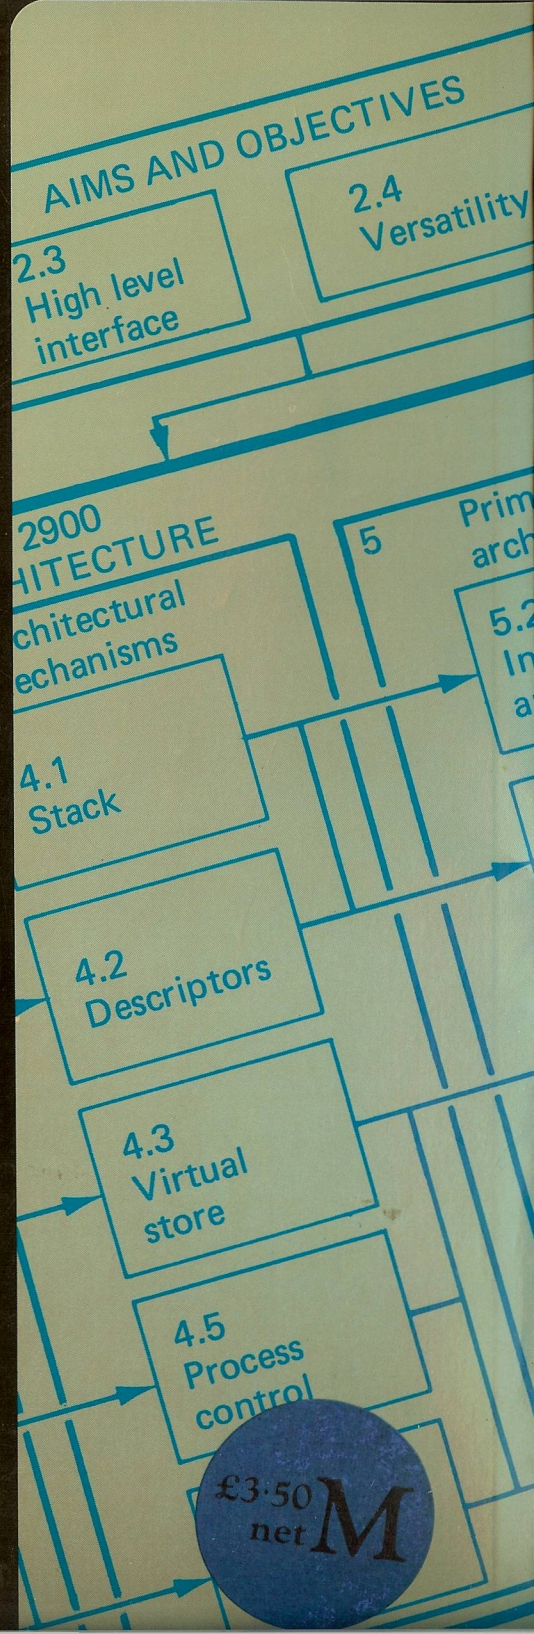 AIMS AND OBJECTIVES
2.4
Versatility
2.3
High level
interface
2900
HITECTURE
chitectural
echanisms
5
Prim
arch
5.2
In
a
4.1
Stack
4.2
Descriptors
4.3
Virtual
store
4.5
Process
control
£3·50
net M